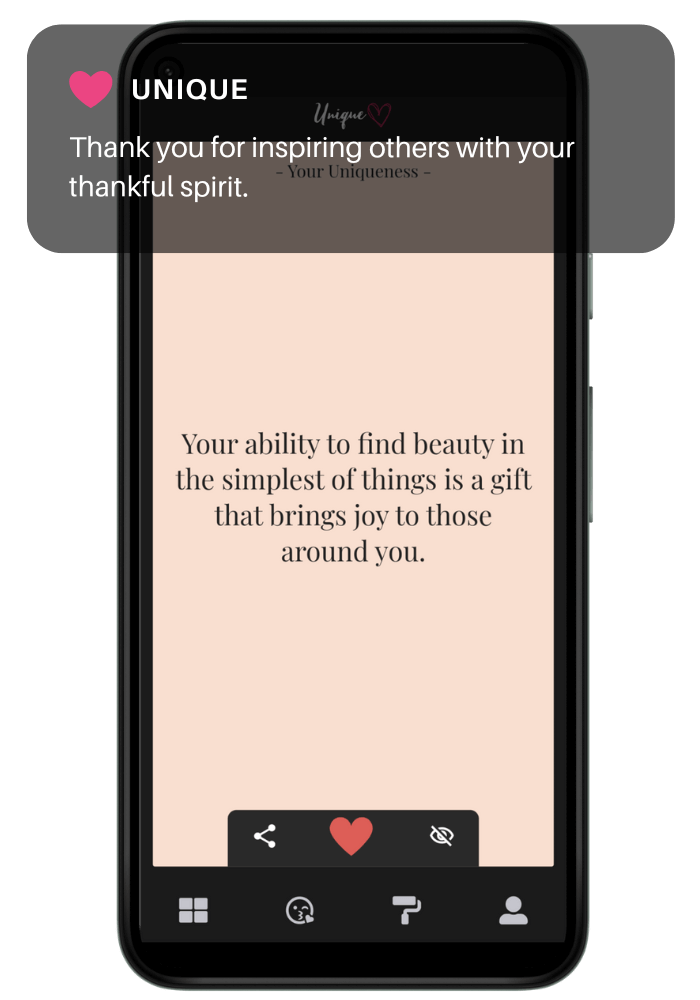 UNIQUE
Unique
Thank you for inspiring others with your
thankful spirit.
- Your Uniqueness -
Your ability to find beauty in
the simplest of things is a gift
that brings joy to those
around you.